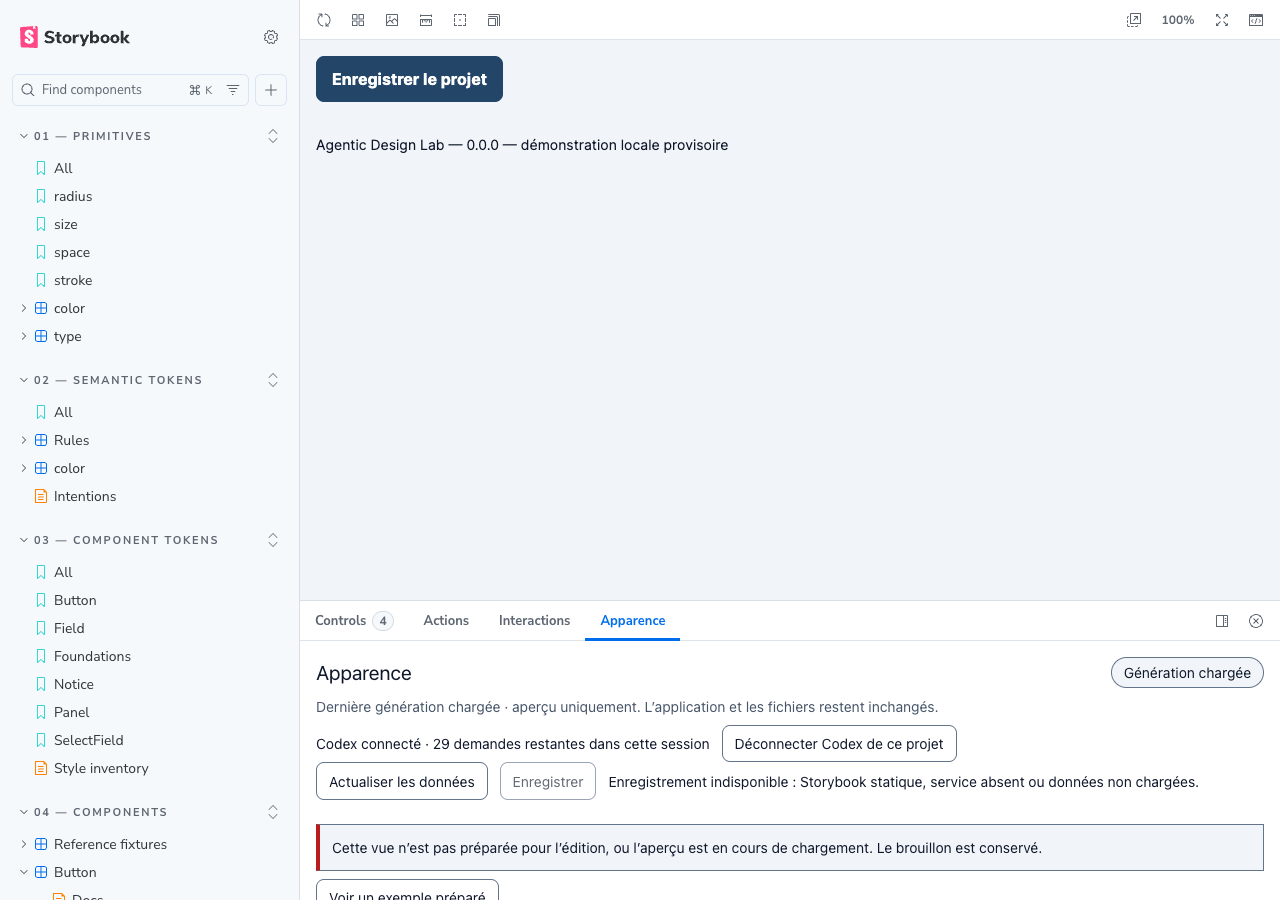 Storybook
Find components
⌘ K
01 — PRIMITIVES
All
radius
size
space
stroke
color
type
02 — SEMANTIC TOKENS
All
Rules
color
Intentions
03 — COMPONENT TOKENS
All
Button
Field
Foundations
Notice
Panel
SelectField
Style inventory
04 — COMPONENTS
Reference fixtures
Button
Docs
100%
Enregistrer le projet
Agentic Design Lab — 0.0.0 — démonstration locale provisoire
Controls 4 Actions Interactions Apparence
Apparence
Génération chargée
Dernière génération chargée · aperçu uniquement. L’application et les fichiers restent inchangés.
Codex connecté · 29 demandes restantes dans cette session Déconnecter Codex de ce projet
Actualiser les données Enregistrer Enregistrement indisponible : Storybook statique, service absent ou données non chargées.
Cette vue n’est pas préparée pour l’édition, ou l’aperçu est en cours de chargement. Le brouillon est conservé.
Voir un exemple préparé